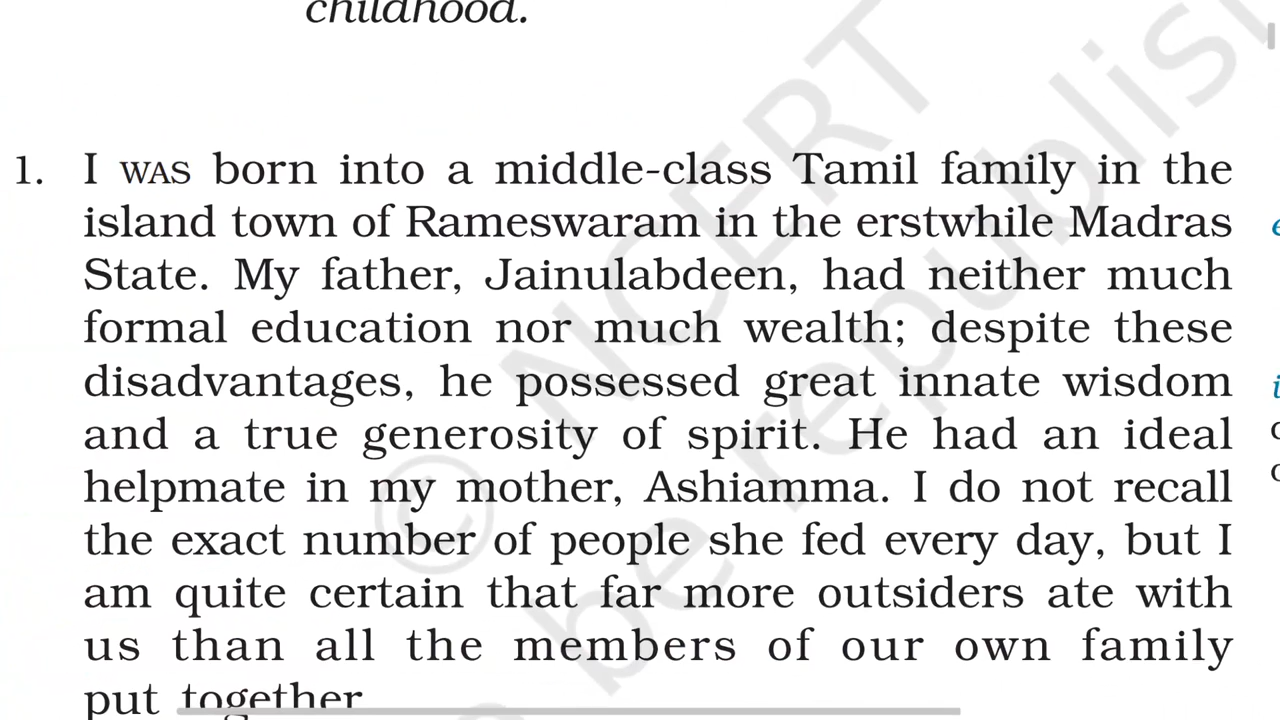 childhood.
1. I WAS born into a middle-class Tamil family in the
island town of Rameswaram in the erstwhile Madras
State. My father, Jainulabdeen, had neither much
formal education nor much wealth; despite these
disadvantages, he possessed great innate wisdom
and a true generosity of spirit. He had an ideal
helpmate in my mother, Ashiamma. I do not recall
the exact number of people she fed every day, but I
am quite certain that far more outsiders ate with
us than all the members of our own family
put together
© NCERT
be republis